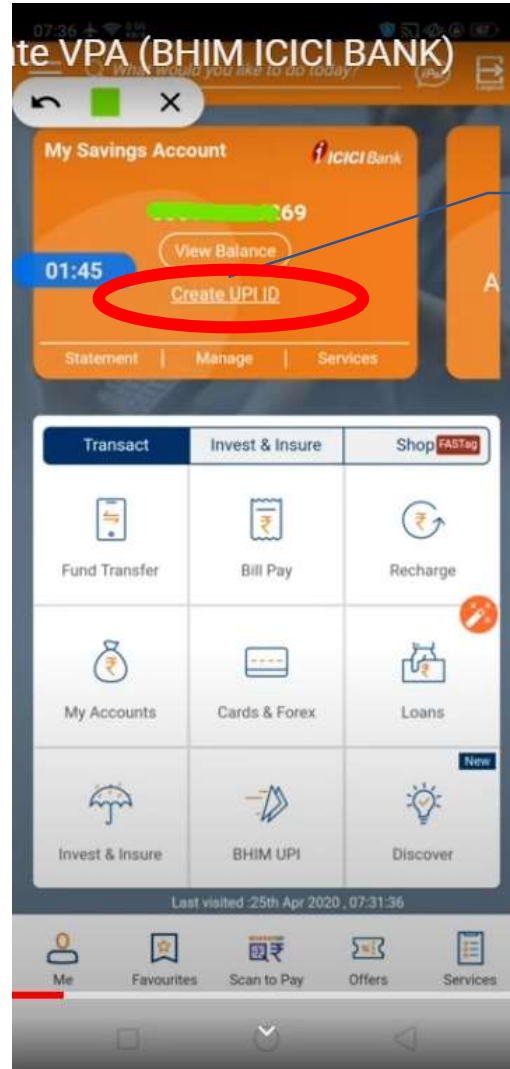 07:36
te VPA (BHIM ICICI BANK)
What would you like to do today?
My Savings Account
ICICI Bank
269
View Balance
01:45
Create UPI ID
A
Statement | Manage | Services
Transact
Invest & Insure
Shop FASTag
Fund Transfer
Bill Pay
Recharge
My Accounts
Cards & Forex
Loans
New
Invest & Insure
BHIM UPI
Discover
Last visited :25th Apr 2020 , 07:31:36
Me
Favourites
Scan to Pay
Offers
Services